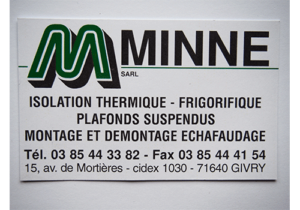 M MINNE
SARL
ISOLATION THERMIQUE - FRIGORIFIQUE
PLAFONDS SUSPENDUS
MONTAGE ET DEMONTAGE ECHAFAUDAGE
Tél. 03 85 44 33 82 - Fax 03 85 44 41 54
15, av. de Mortières - cidex 1030 - 71640 GIVRY